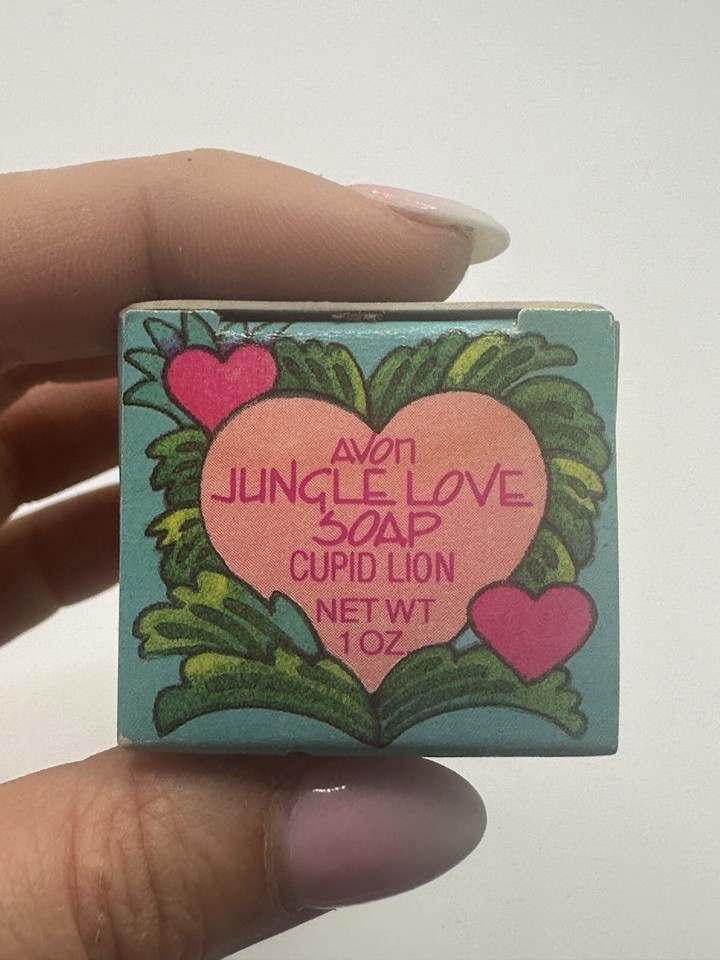 AVON
JUNGLE LOVE
SOAP
CUPID LION
NET WT
1 OZ.